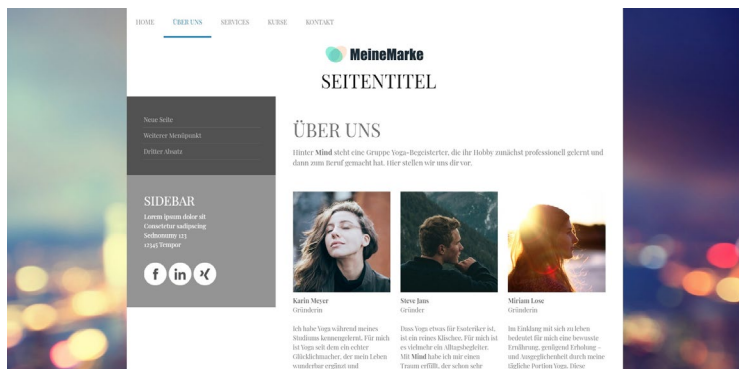 HOME ÜBER UNS SERVICES KURSE KONTAKT
MeineMarke
SEITENTITEL
Neue Seite
Weiterer Menüpunkt
Dritter Absatz
SIDEBAR
Lorem ipsum dolor sit
Consetetur sadipscing
Sednonumy 123
12345 Tempor
f in
ÜBER UNS
Hinter Mind steht eine Gruppe Yoga-Begeisterter, die ihr Hobby zunächst professionell gelernt und
dann zum Beruf gemacht hat. Hier stellen wir uns dir vor.
Karin Meyer
Gründerin
Ich habe Yoga während meines
Studiums kennengelernt. Für mich
ist Yoga seit dem ein echter
Glücklichmacher, der mein Leben
wunderbar ergänzt und
Steve Jans
Gründer
Dass Yoga etwas für Esoteriker ist,
ist ein reines Klischee. Für mich ist
es vielmehr ein Alltagsbegleiter.
Mit Mind habe ich mir einen
Traum erfüllt, der schon sehr
Miriam Lose
Gründerin
Im Einklang mit sich zu leben
bedeutet für mich eine bewusste
Ernährung, genügend Erholung -
und Ausgeglichenheit durch meine
tägliche Portion Yoga. Diese